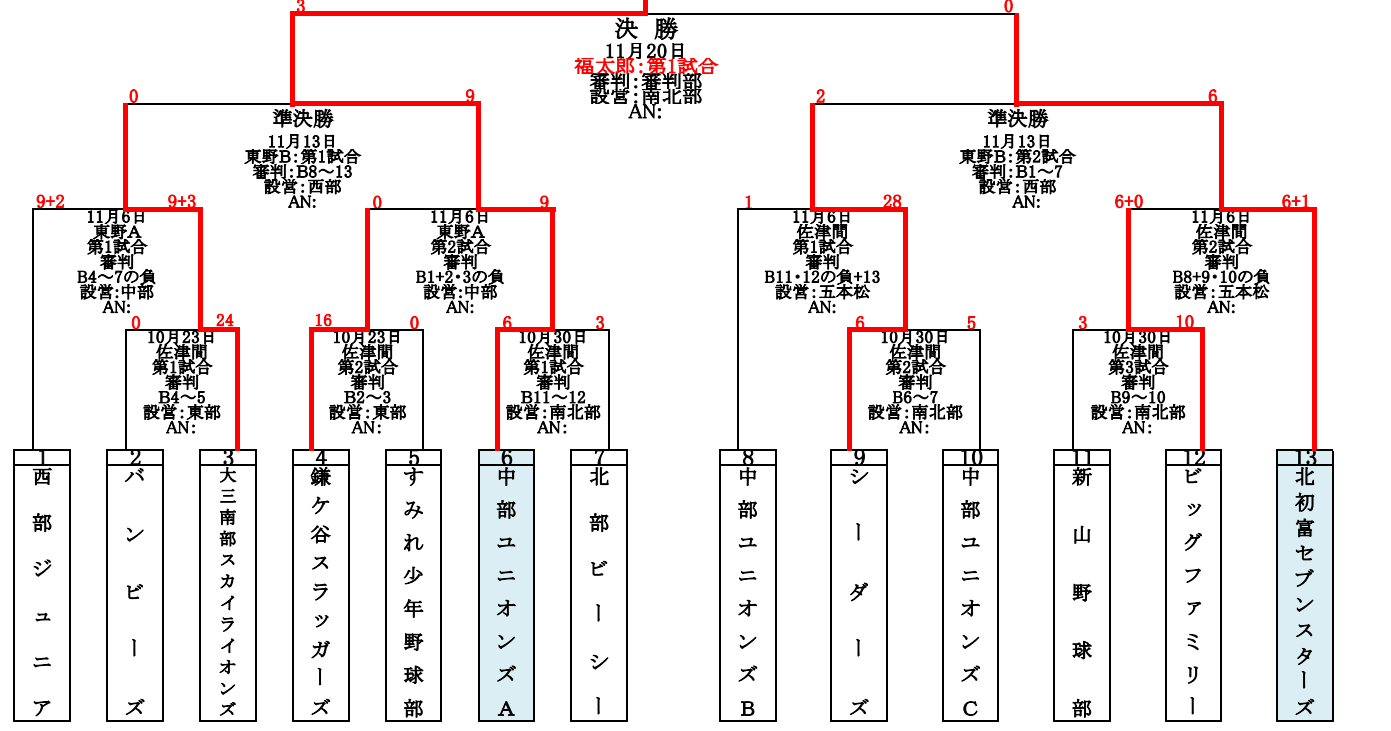 3
0
決 勝
11月20日
福太郎:第1試合
審判:審判部
設営:南北部
AN:
0
9
準決勝
11月13日
東野B:第1試合
審判:B8～13
設営:西部
AN:
2
6
準決勝
11月13日
東野B:第2試合
審判:B1～7
設営:西部
AN:
9+2
9+3
11月6日
東野A
第1試合
審判
B4～7の負
設営:中部
AN:
0
9
11月6日
東野A
第2試合
審判
B1+2・3の負
設営:中部
AN:
1
28
11月6日
佐津間
第1試合
審判
B11・12の負+13
設営:五本松
AN:
6+0
6+1
11月6日
佐津間
第2試合
審判
B8+9・10の負
設営:五本松
AN:
0
24
10月23日
佐津間
第1試合
審判
B4～5
設営:東部
AN:
16
0
10月23日
佐津間
第2試合
審判
B2～3
設営:東部
AN:
6
3
10月30日
佐津間
第1試合
審判
B11～12
設営:南北部
AN:
6
5
10月30日
佐津間
第2試合
審判
B6～7
設営:南北部
AN:
3
10
10月30日
佐津間
第3試合
審判
B9～10
設営:南北部
AN:
1
西部ジュニア
2
バンビーズ
3
大三南部スカイライオンズ
4
鎌ケ谷スラッガーズ
5
すみれ少年野球部
6
中部ユニオンズA
7
北部ビーシー
8
中部ユニオンズB
9
シーダーズ
10
中部ユニオンズC
11
新山野球部
12
ビッグファミリー
13
北初富セブンスターズ